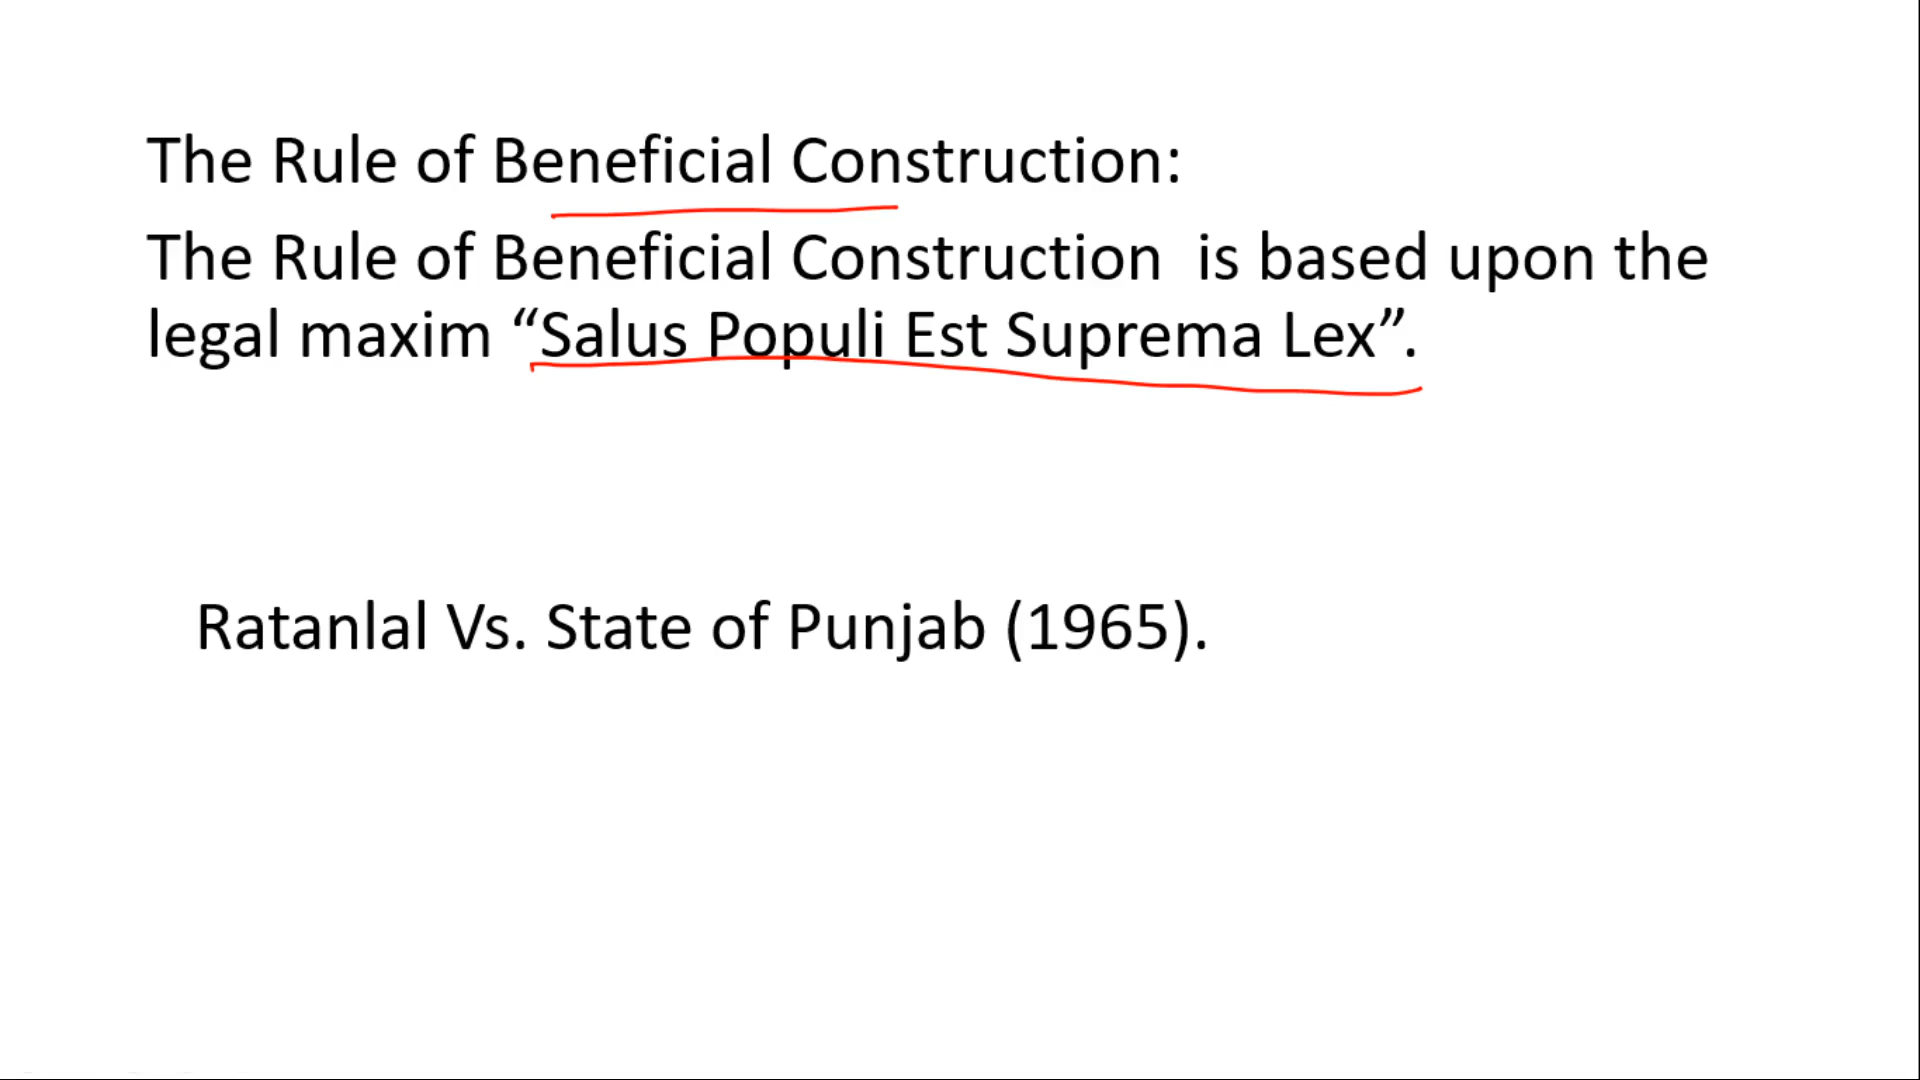 The Rule of Beneficial Construction:
The Rule of Beneficial Construction  is based upon the
legal maxim “Salus Populi Est Suprema Lex”.
Ratanlal Vs. State of Punjab (1965).